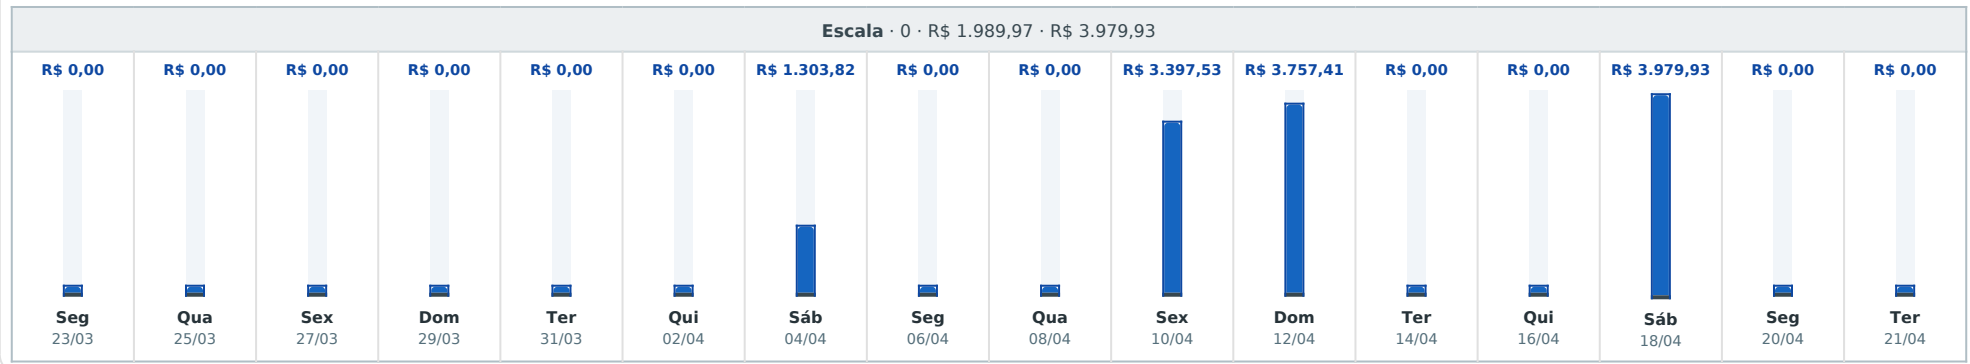 Escala · 0 · R$ 1.989,97 · R$ 3.979,93
R$ 0,00 R$ 0,00 R$ 0,00 R$ 0,00 R$ 0,00 R$ 0,00 R$ 1.303,82 R$ 0,00 R$ 0,00 R$ 3.397,53 R$ 3.757,41 R$ 0,00 R$ 0,00 R$ 3.979,93 R$ 0,00 R$ 0,00
Seg Qua Sex Dom Ter Qui Sáb Seg Qua Sex Dom Ter Qui Sáb Seg Ter
23/03 25/03 27/03 29/03 31/03 02/04 04/04 06/04 08/04 10/04 12/04 14/04 16/04 18/04 20/04 21/04